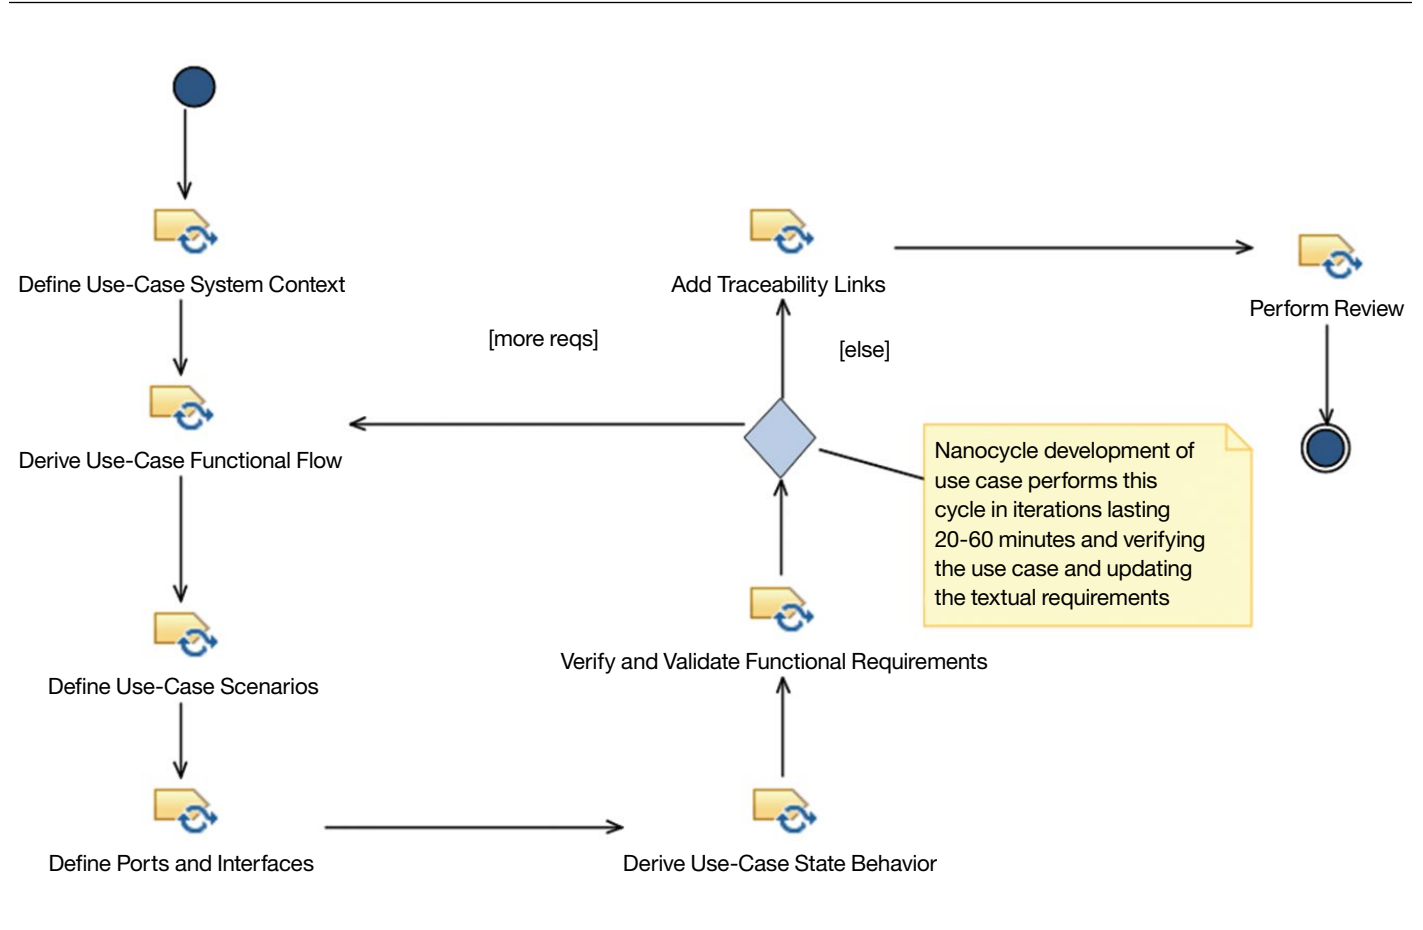 Define Use-Case System Context
Add Traceability Links
Perform Review
[more reqs]
[else]
Derive Use-Case Functional Flow
Nanocycle development of
use case performs this
cycle in iterations lasting
20-60 minutes and verifying
the use case and updating
the textual requirements
Verify and Validate Functional Requirements
Define Use-Case Scenarios
Define Ports and Interfaces
Derive Use-Case State Behavior